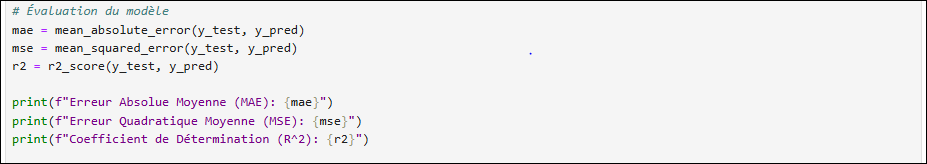 # Évaluation du modèle
mae = mean_absolute_error(y_test, y_pred)
mse = mean_squared_error(y_test, y_pred)
r2 = r2_score(y_test, y_pred)
print(f"Erreur Absolue Moyenne (MAE): {mae}")
print(f"Erreur Quadratique Moyenne (MSE): {mse}")
print(f"Coefficient de Détermination (R^2): {r2}")